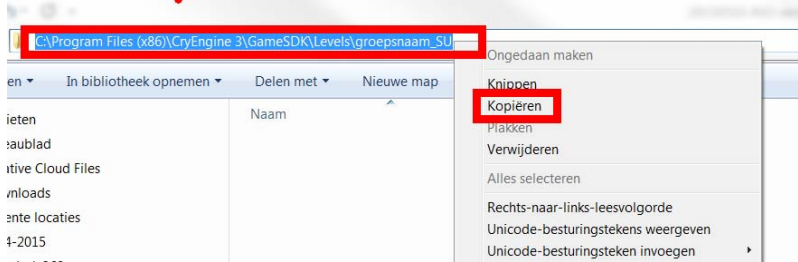 C:\Program Files (x86)\CryEngine 3\GameSDK\Levels\groepsnaam_SU
Ongedaan maken
en In bibliotheek opnemen Delen met Nieuwe map
Knippen
Kopiëren
Plakken
Verwijderen
Alles selecteren
Rechts-naar-links-leesvolgorde
Unicode-besturingstekens weergeven
Unicode-besturingsteken invoegen
Naam
ieten
eaublad
ative Cloud Files
wnloads
ente locaties
4-2015